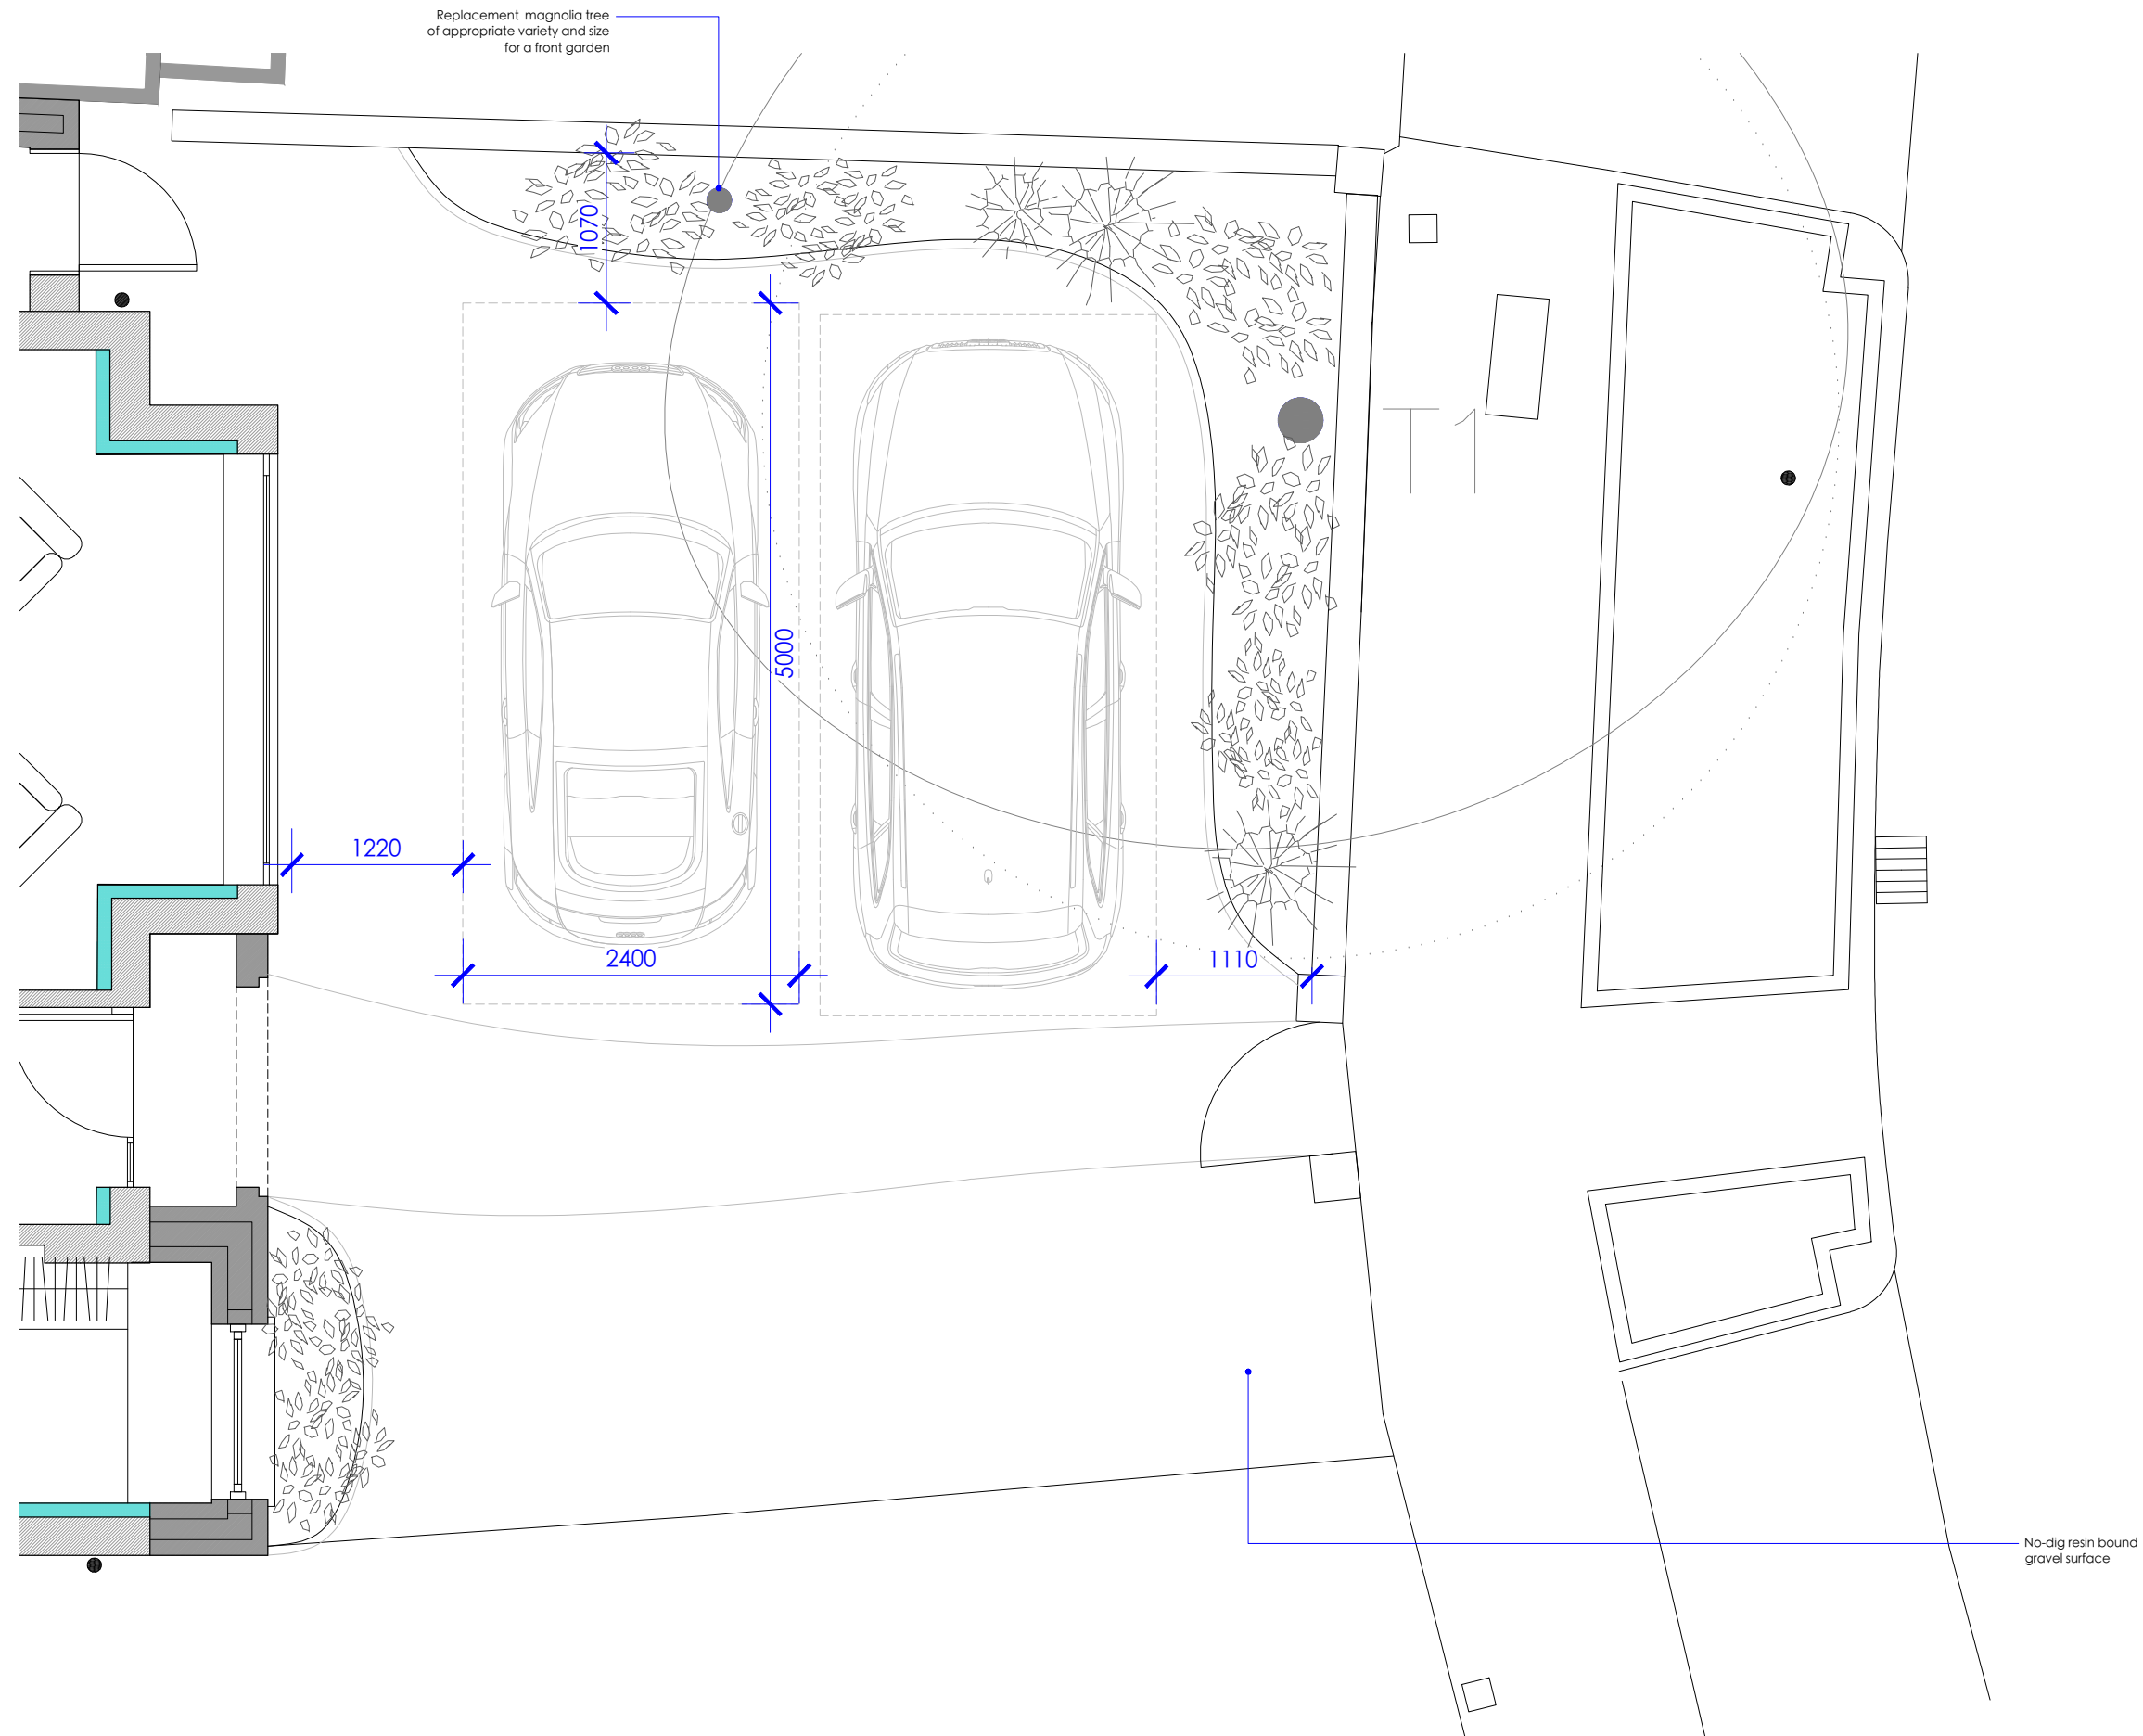 Replacement magnolia tree
of appropriate variety and size
for a front garden
1070
T1
5000
1220
2400
1110
No-dig resin bound
gravel surface